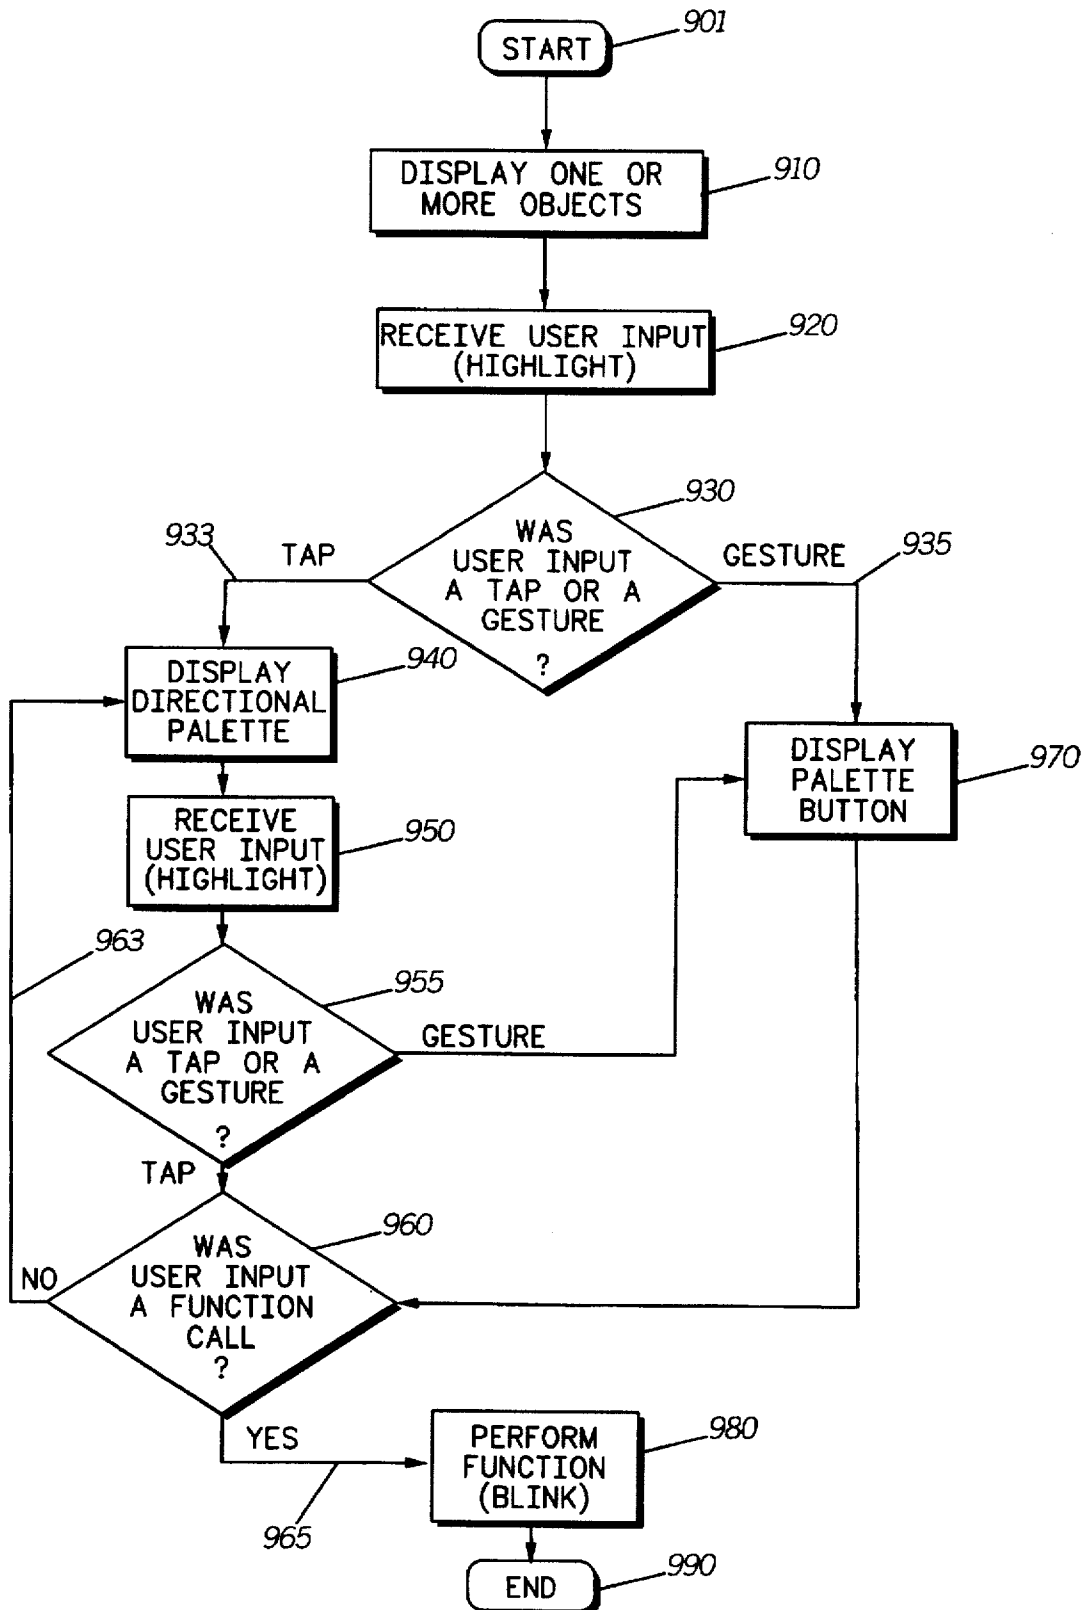 START
901
DISPLAY ONE OR
MORE OBJECTS
910
RECEIVE USER INPUT
(HIGHLIGHT)
920
WAS
USER INPUT
A TAP OR A
GESTURE
?
930
933
TAP
GESTURE
935
DISPLAY
DIRECTIONAL
PALETTE
940
DISPLAY
PALETTE
BUTTON
970
RECEIVE
USER INPUT
(HIGHLIGHT)
950
963
WAS
USER INPUT
A TAP OR A
GESTURE
?
955
GESTURE
TAP
WAS
USER INPUT
A FUNCTION
CALL
?
960
NO
YES
965
PERFORM
FUNCTION
(BLINK)
980
END
990